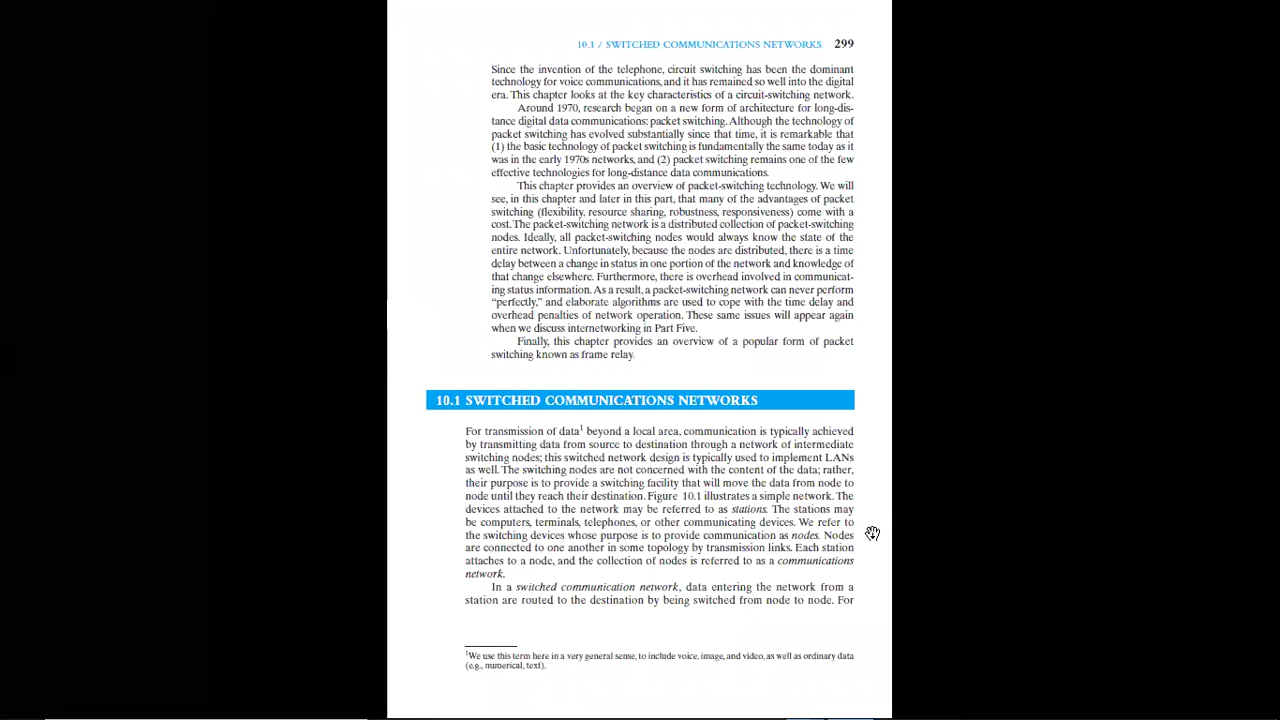 10.1 / SWITCHED COMMUNICATIONS NETWORKS 299
Since the invention of the telephone, circuit switching has been the dominant
technology for voice communications, and it has remained so well into the digital
era. This chapter looks at the key characteristics of a circuit-switching network.
Around 1970, research began on a new form of architecture for long-dis-
tance digital data communications: packet switching. Although the technology of
packet switching has evolved substantially since that time, it is remarkable that
(1) the basic technology of packet switching is fundamentally the same today as it
was in the early 1970s networks, and (2) packet switching remains one of the few
effective technologies for long-distance data communications.
This chapter provides an overview of packet-switching technology. We will
see, in this chapter and later in this part, that many of the advantages of packet
switching (flexibility, resource sharing, robustness, responsiveness) come with a
cost. The packet-switching network is a distributed collection of packet-switching
nodes. Ideally, all packet-switching nodes would always know the state of the
entire network. Unfortunately, because the nodes are distributed, there is a time
delay between a change in status in one portion of the network and knowledge of
that change elsewhere. Furthermore, there is overhead involved in communicat-
ing status information. As a result, a packet-switching network can never perform
“perfectly,” and elaborate algorithms are used to cope with the time delay and
overhead penalties of network operation. These same issues will appear again
when we discuss internetworking in Part Five.
Finally, this chapter provides an overview of a popular form of packet
switching known as frame relay.
10.1 SWITCHED COMMUNICATIONS NETWORKS
For transmission of data¹ beyond a local area, communication is typically achieved
by transmitting data from source to destination through a network of intermediate
switching nodes; this switched network design is typically used to implement LANs
as well. The switching nodes are not concerned with the content of the data; rather,
their purpose is to provide a switching facility that will move the data from node to
node until they reach their destination. Figure 10.1 illustrates a simple network. The
devices attached to the network may be referred to as stations. The stations may
be computers, terminals, telephones, or other communicating devices. We refer to
the switching devices whose purpose is to provide communication as nodes. Nodes
are connected to one another in some topology by transmission links. Each station
attaches to a node, and the collection of nodes is referred to as a communications
network.
In a switched communication network, data entering the network from a
station are routed to the destination by being switched from node to node. For
¹We use this term here in a very general sense, to include voice, image, and video, as well as ordinary data
(e.g., numerical, text).